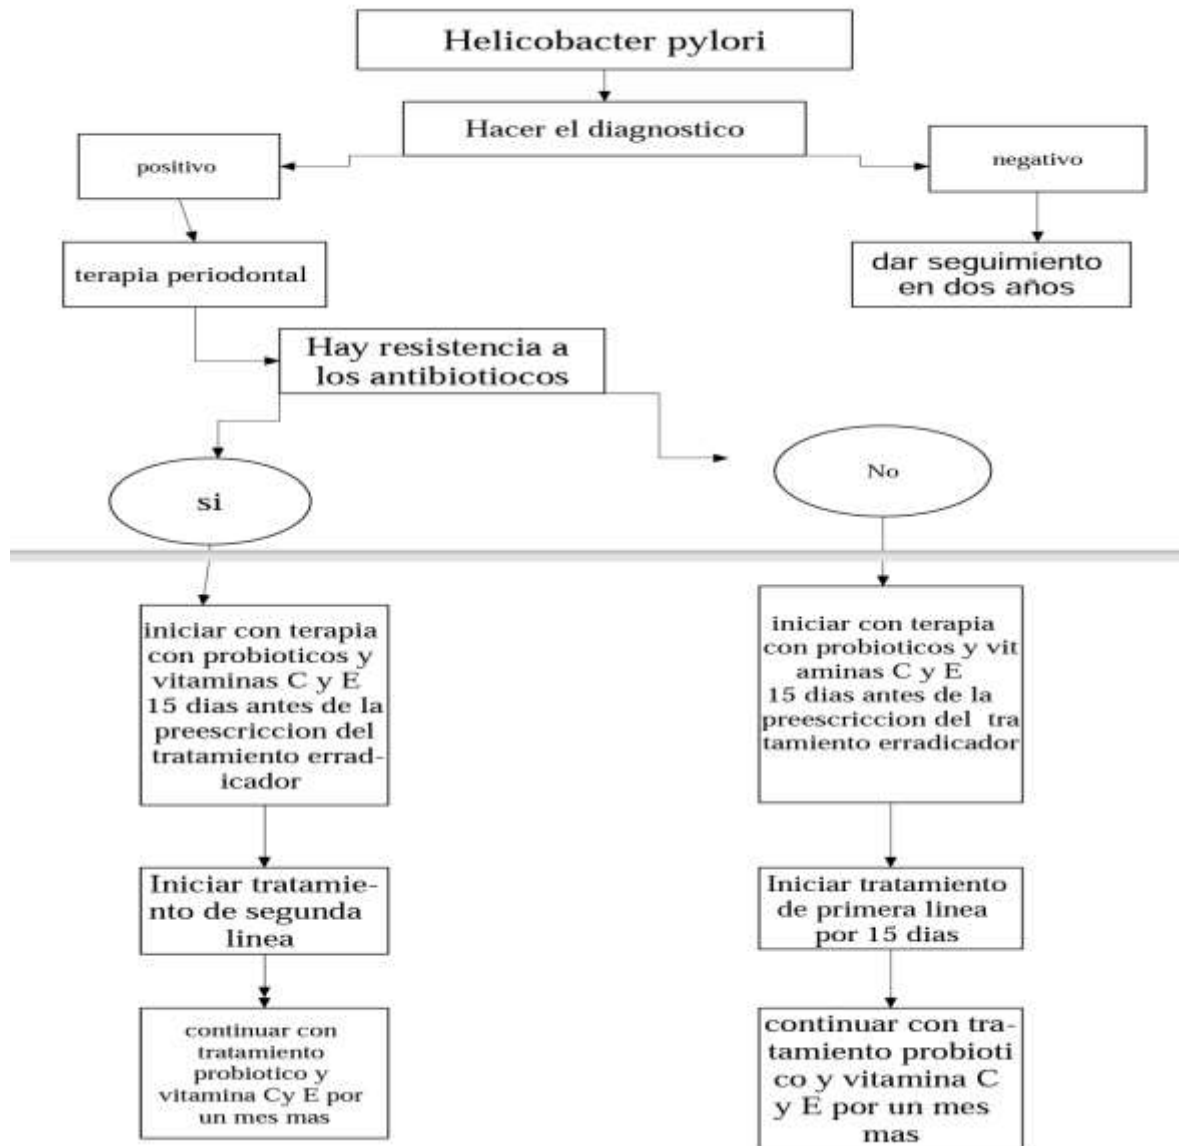 Helicobacter pylori
Hacer el diagnostico
positivo
negativo
terapia periodontal
dar seguimiento
en dos años
Hay resistencia a
los antibiotiocos
si
No
iniciar con terapia
con probioticos y
vitaminas C y E
15 dias antes de la
preescriccion del
tratamiento errad-
icador
iniciar con terapia
con probioticos y vit
aminas C y E
15 dias antes de la
preescriccion del tra
tamiento erradicador
Iniciar tratamie-
nto de segunda
linea
Iniciar tratamiento
de primera linea
por 15 dias
continuar con
tratamiento
probiotico y
vitamina Cy E por
un mes mas
continuar con tra-
tamiento probioti
co y vitamina C
y E por un mes
mas